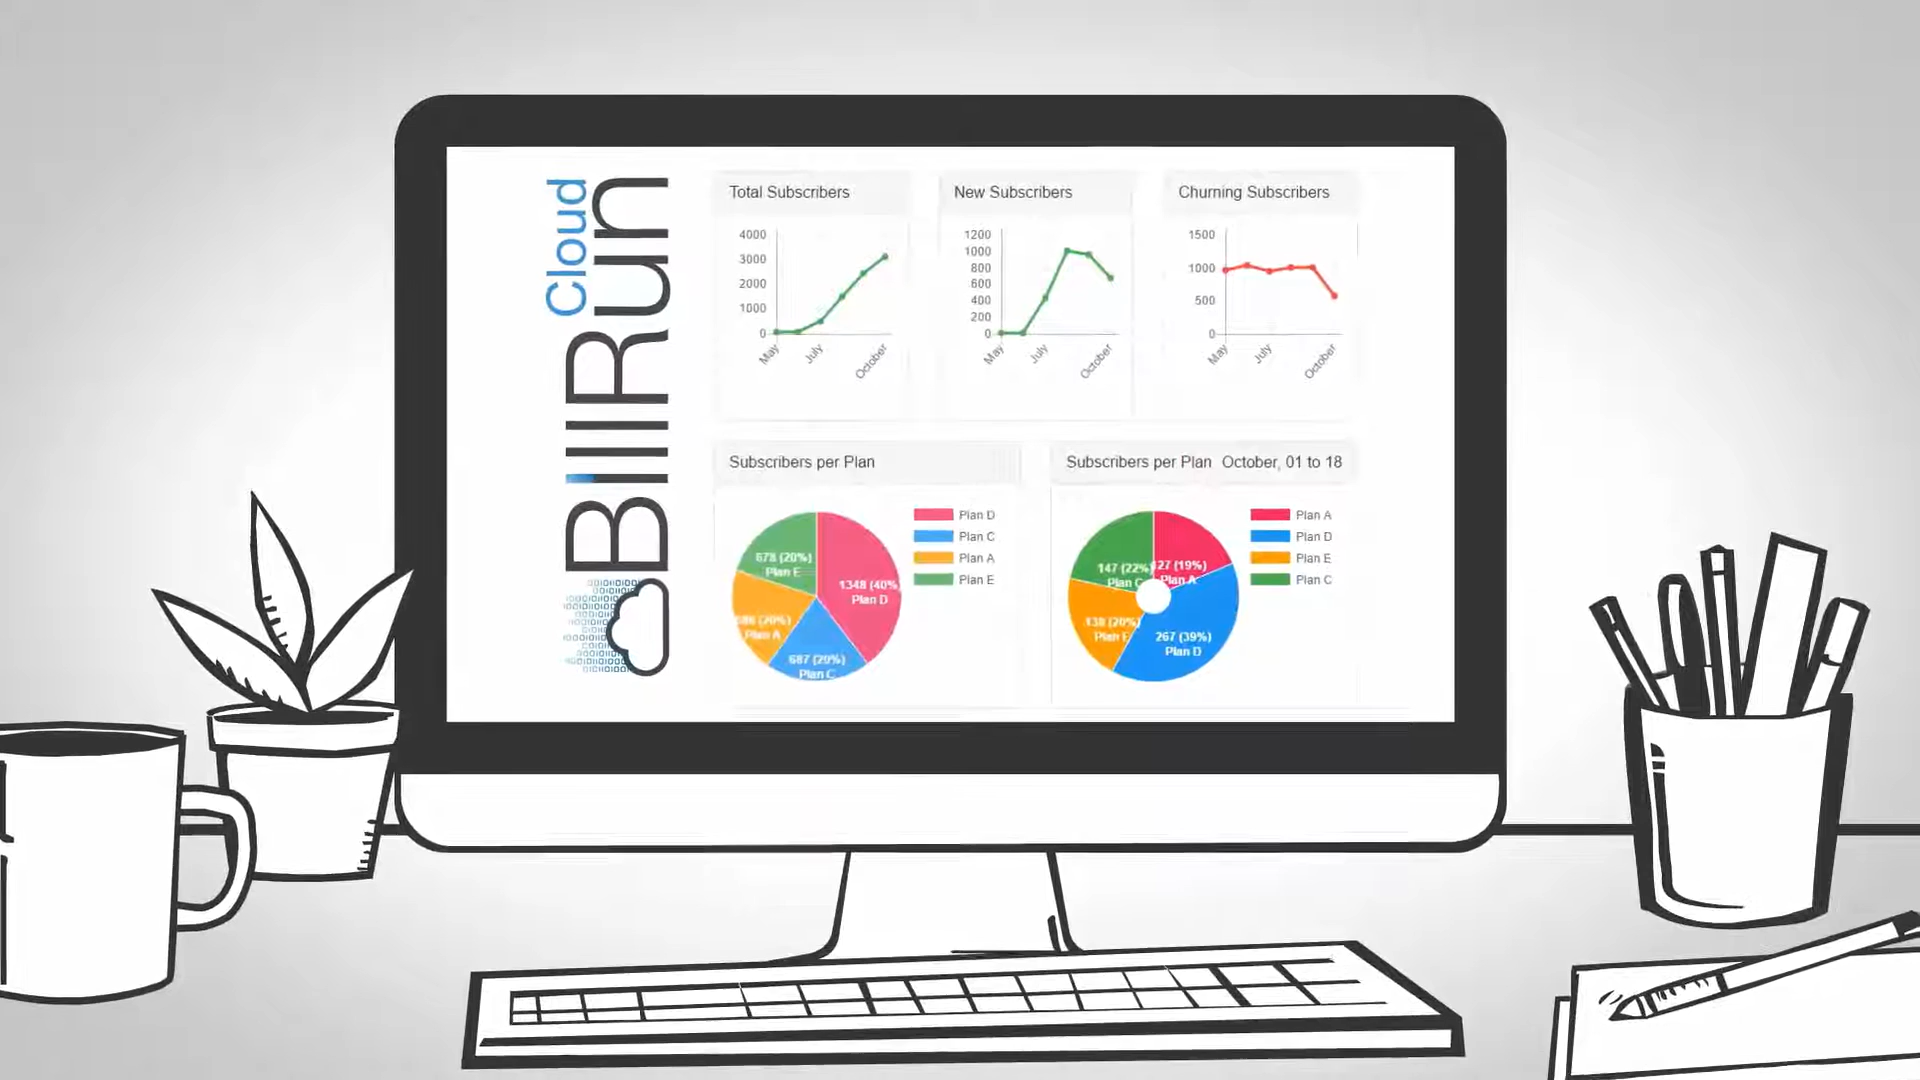 BillRun
Cloud
Total Subscribers
4000
3000
2000
1000
0
May
July
October
New Subscribers
1200
1000
800
600
400
200
0
May
July
October
Churning Subscribers
1500
1000
500
0
May
July
October
Subscribers per Plan
678 (20%)
Plan E
1348 (40%)
Plan D
Plan A
687 (20%)
Plan C
Plan D
Plan C
Plan A
Plan E
Subscribers per Plan October, 01 to 18
147 (22%)
Plan C
127 (19%)
Plan A
138 (20%)
Plan E
267 (39%)
Plan D
Plan A
Plan D
Plan E
Plan C